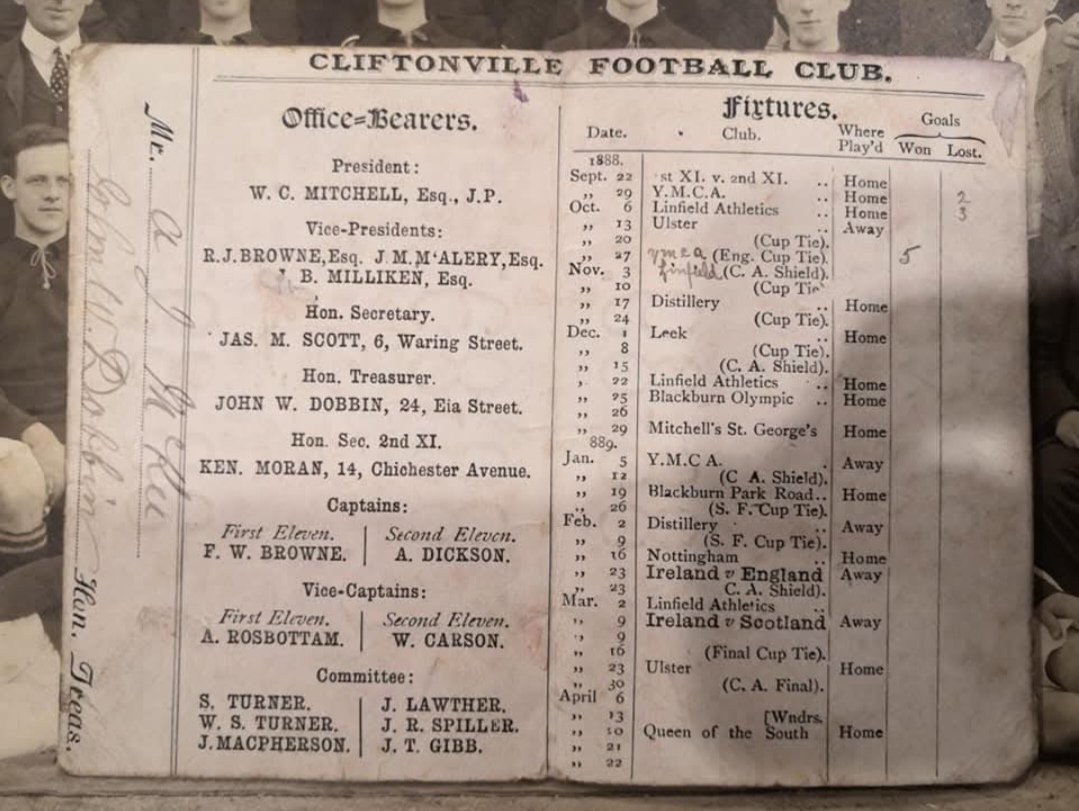 CLIFTONVILLE FOOTBALL CLUB.
Mr. A J
John W. Dobbin Hon. Treas.
Office=Bearers.
President:
W. C. MITCHELL, Esq., J.P.
Vice-Presidents:
R.J.BROWNE, Esq. J.M.M‘ALERY, Esq.
J. B. MILLIKEN, Esq.
Hon. Secretary.
JAS. M. SCOTT, 6, Waring Street.
Hon. Treasurer.
JOHN W. DOBBIN, 24, Eia Street.
Hon. Sec. 2nd XI.
KEN. MORAN, 14, Chichester Avenue.
Captains:
First Eleven. Second Eleven.
F. W. BROWNE. A. DICKSON.
Vice-Captains:
First Eleven. Second Eleven.
A. ROSBOTTAM. W. CARSON.
Committee:
S. TURNER. J. LAWTHER.
W. S. TURNER. J. R. SPILLER.
J. MACPHERSON. J. T. GIBB.
Fixtures.
Date. Club. Where Play'd Goals Won Lost.
1888.
Sept. 22 st XI. v. 2nd XI. .. Home
„ 29 Y.M.C.A. .. Home 2
Oct. 6 Linfield Athletics .. Home 3
„ 13 Ulster .. Away
„ 20 (Cup Tie).
„ 27 ymca (Eng. Cup Tie). 5
Nov. 3 Linfield (C. A. Shield).
„ 10 (Cup Tie
„ 17 Distillery .. Home
„ 24 (Cup Tie).
Dec. 1 Leek .. Home
„ 8 (Cup Tie).
„ 15 (C. A. Shield).
„ 22 Linfield Athletics .. Home
„ 25 Blackburn Olympic .. Home
„ 26
„ 29 Mitchell's St. George's Home
889.
Jan. 5 Y.M.C A. . Away
„ 12 (C A. Shield).
„ 19 Blackburn Park Road.. Home
„ 26 (S. F. Cup Tie).
Feb. 2 Distillery .. Away
„ 9 (S. F. Cup Tie).
„ 16 Nottingham .. Home
„ 23 Ireland v England Away
„ 23 C. A. Shield).
Mar. 2 Linfield Athletics ..
„ 9 Ireland v Scotland Away
„ 9
„ 16 (Final Cup Tie).
„ 23 Ulster Home
„ 30 (C. A. Final).
April 6
„ 13 [Wndrs.
„ 20 Queen of the South Home
„ 21
„ 22